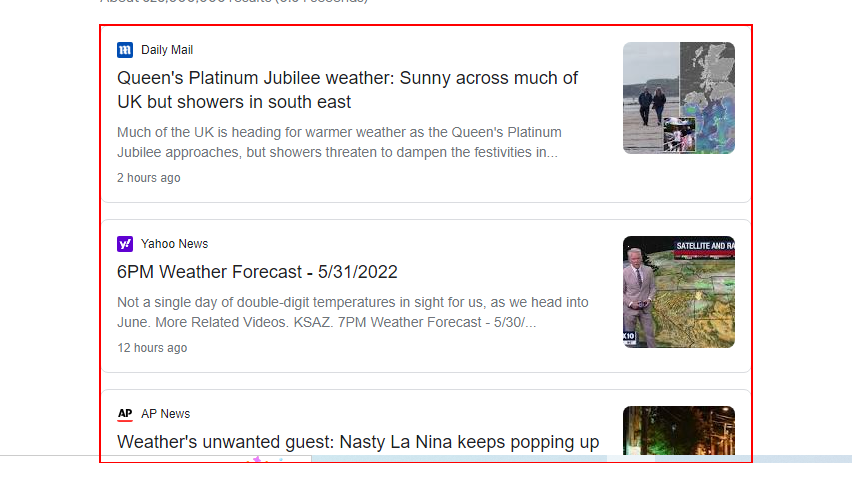 Daily Mail
Queen's Platinum Jubilee weather: Sunny across much of
UK but showers in south east
Much of the UK is heading for warmer weather as the Queen's Platinum
Jubilee approaches, but showers threaten to dampen the festivities in...
2 hours ago
Yahoo News
6PM Weather Forecast - 5/31/2022
SATELLITE AND RA
Not a single day of double-digit temperatures in sight for us, as we head into
June. More Related Videos. KSAZ. 7PM Weather Forecast - 5/30/...
12 hours ago
AP
AP News
Weather's unwanted guest: Nasty La Nina keeps popping up